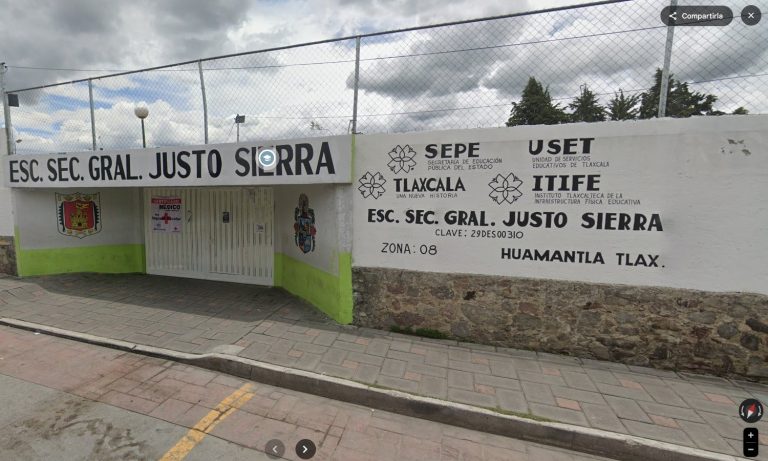 Compartirla
ESC. SEC. GRAL. JUSTO SIERRA
SEPE
SECRETARÍA DE EDUCACIÓN
PÚBLICA DEL ESTADO
USET
UNIDAD DE SERVICIOS
EDUCATIVOS DE TLAXCALA
TLAXCALA
UNA NUEVA HISTORIA
ITIFE
INSTITUTO TLAXCALTECA DE LA
INFRAESTRUCTURA FÍSICA EDUCATIVA
ESC. SEC. GRAL. JUSTO SIERRA
CLAVE: 29DES0031O
ZONA: 08
HUAMANTLA TLAX.
MÉDICO